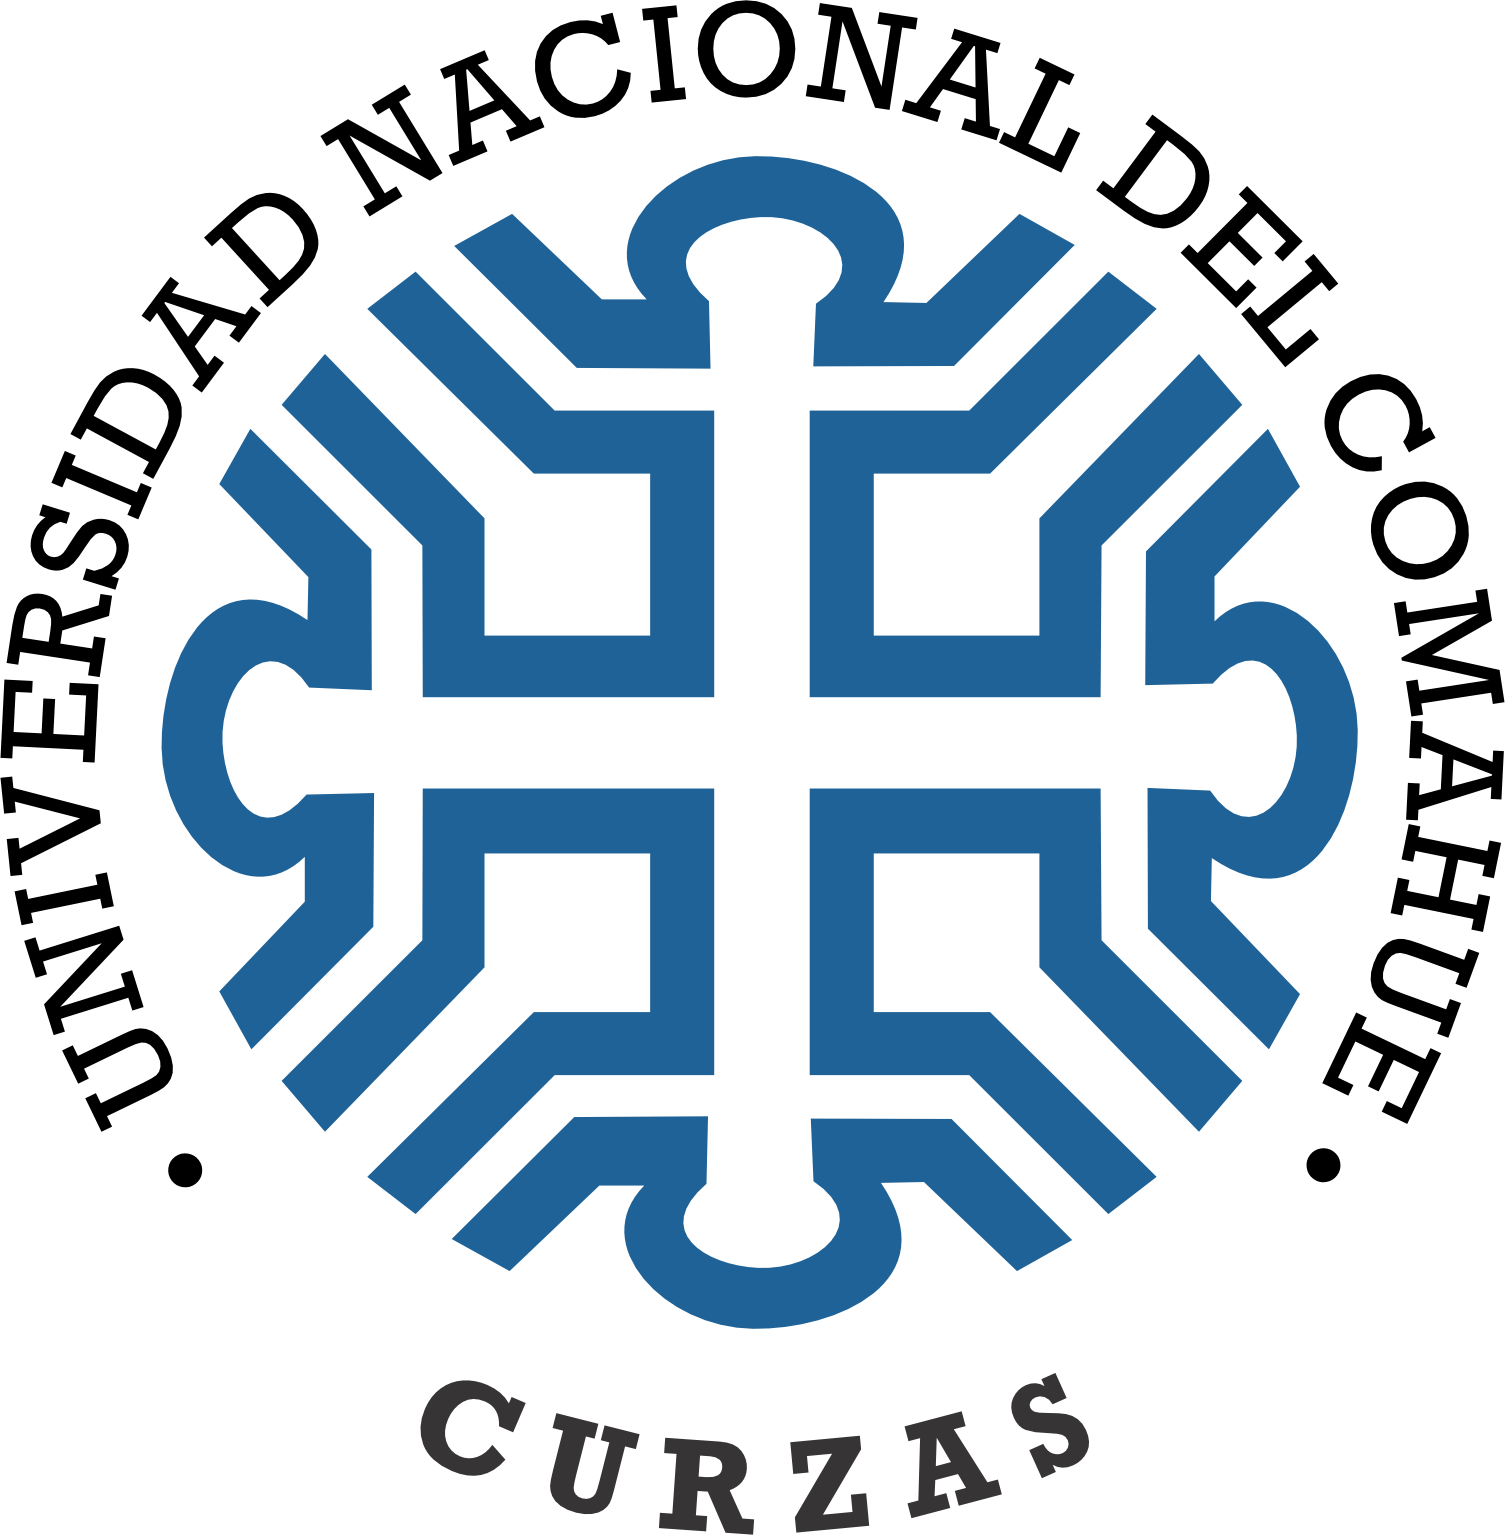 • UNIVERSIDAD NACIONAL DEL COMAHUE •
CURZAS